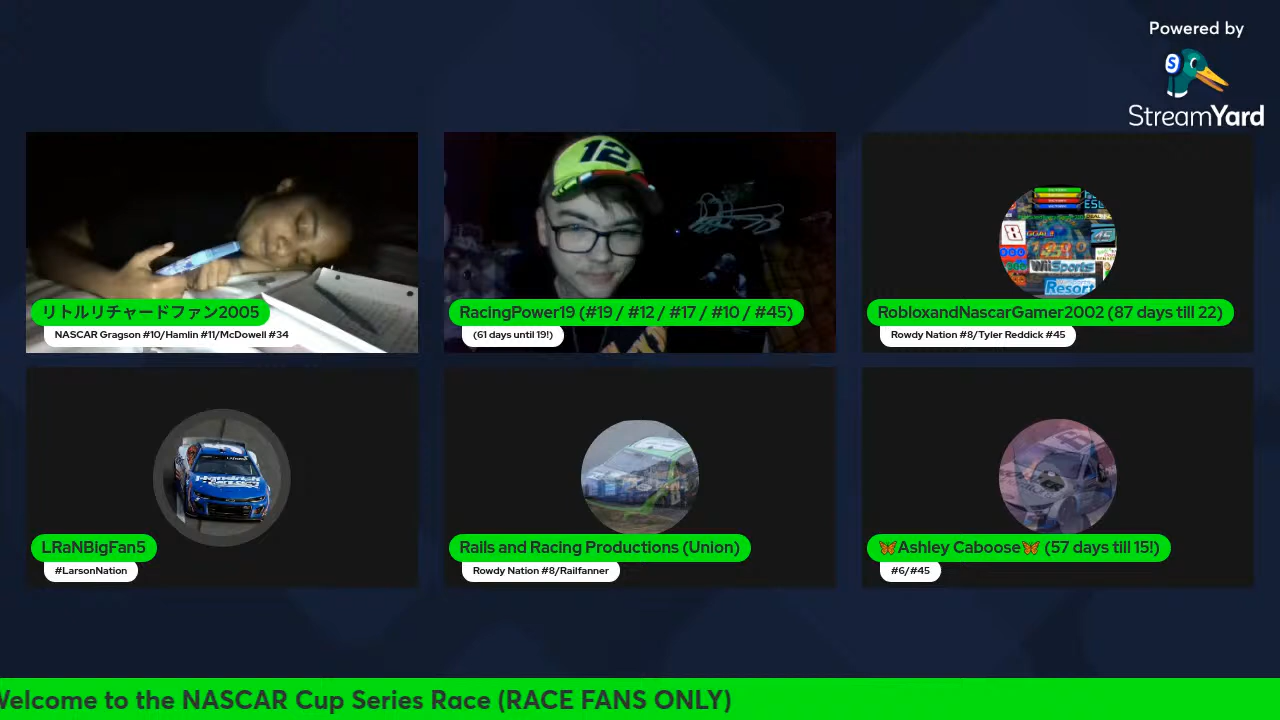 Powered by
StreamYard
12
リトルリチャードファン2005
NASCAR Gragson #10/Hamlin #11/McDowell #34
RacingPower19 (#19 / #12 / #17 / #10 / #45)
(61 days until 19!)
RobloxandNascarGamer2002 (87 days till 22)
Rowdy Nation #8/Tyler Reddick #45
LRaNBigFan5
#LarsonNation
Rails and Racing Productions (Union)
Rowdy Nation #8/Railfanner
🦋Ashley Caboose🦋 (57 days till 15!)
#6/#45
Welcome to the NASCAR Cup Series Race (RACE FANS ONLY)